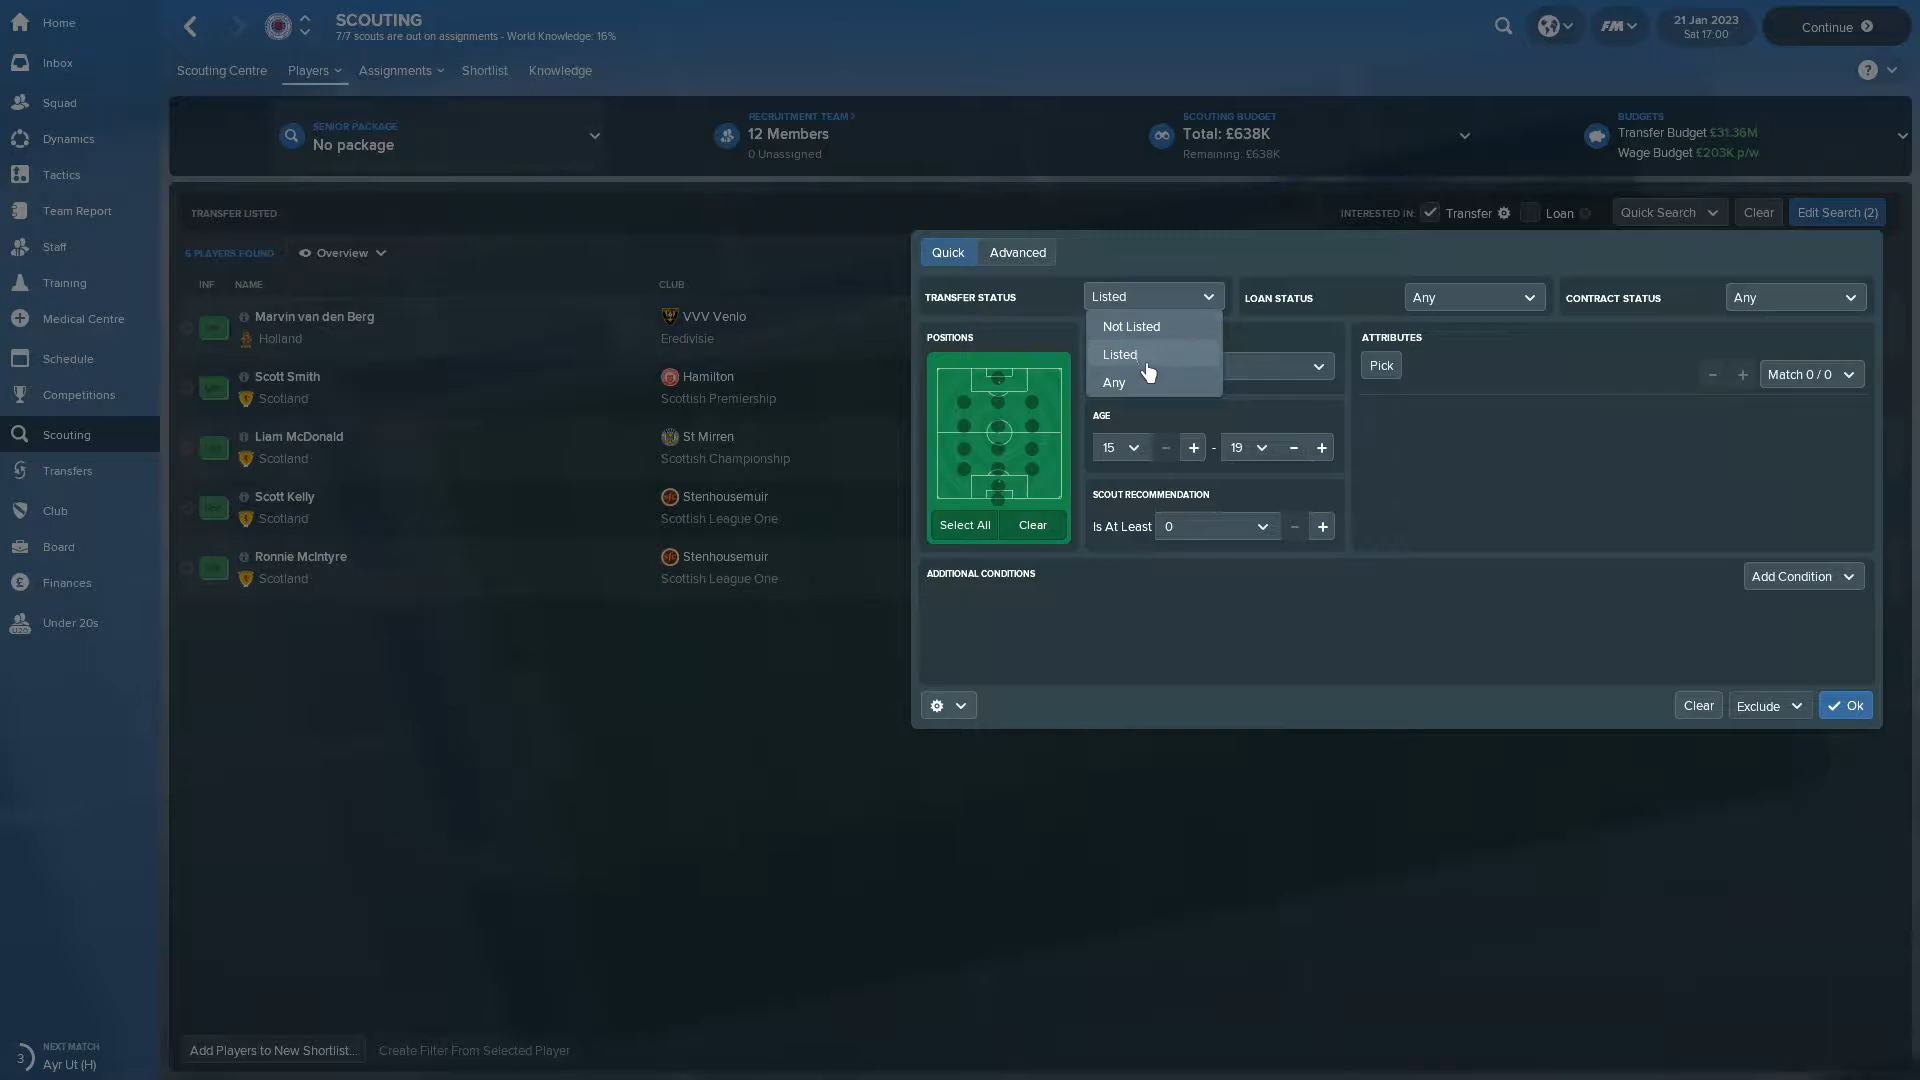 Home
Inbox
Squad
Dynamics
Tactics
Team Report
Staff
Training
Medical Centre
Schedule
Competitions
Scouting
Transfers
Club
Board
Finances
Under 20s
3
NEXT MATCH
Ayr Ut (H)
SCOUTING
7/7 scouts are out on assignments - World Knowledge: 16%
FM
21 Jan 2023
Sat 17:00
Continue
Scouting Centre Players Assignments Shortlist Knowledge
?
SENIOR PACKAGE
No package
RECRUITMENT TEAM >
12 Members
0 Unassigned
SCOUTING BUDGET
Total: £638K
Remaining: £638K
BUDGETS
Transfer Budget £31.36M
Wage Budget £203K p/w
TRANSFER LISTED
INTERESTED IN: Transfer Loan Quick Search Clear Edit Search (2)
5 PLAYERS FOUND Overview
INF NAME CLUB
Marvin van den Berg VVV Venlo
Holland Eredivisie
Scott Smith Hamilton
Scotland Scottish Premiership
Liam McDonald St Mirren
Scotland Scottish Championship
Scott Kelly Stenhousemuir
Scotland Scottish League One
Ronnie McIntyre Stenhousemuir
Scotland Scottish League One
Add Players to New Shortlist... Create Filter From Selected Player
Quick Advanced
TRANSFER STATUS Listed LOAN STATUS Any CONTRACT STATUS Any
Not Listed
Listed
Any
POSITIONS
Select All Clear
AGE
15 - + - 19 - +
SCOUT RECOMMENDATION
Is At Least 0 - +
ATTRIBUTES
Pick - + Match 0 / 0
ADDITIONAL CONDITIONS Add Condition
Clear Exclude Ok